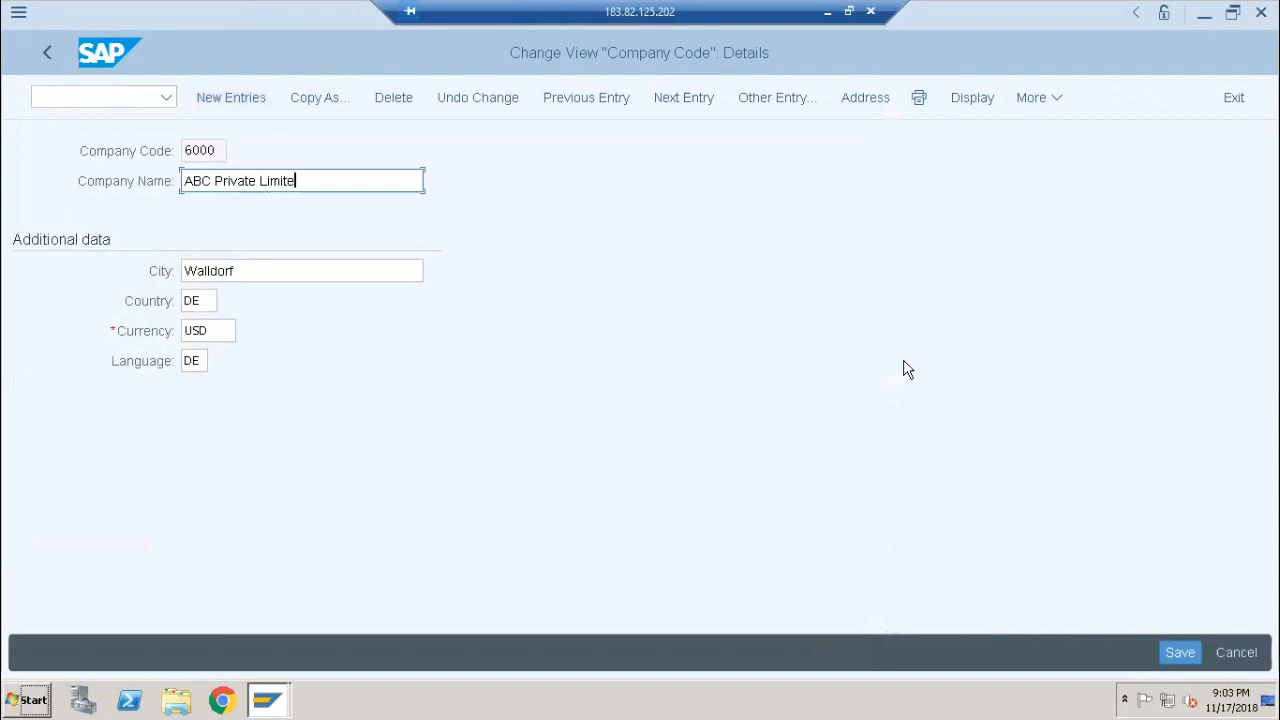 183.82.125.202
SAP
Change View "Company Code": Details
New Entries Copy As... Delete Undo Change Previous Entry Next Entry Other Entry... Address Display More Exit
Company Code: 6000
Company Name: ABC Private Limite
Additional data
City: Walldorf
Country: DE
*Currency: USD
Language: DE
Save Cancel
Start
9:03 PM
11/17/2018